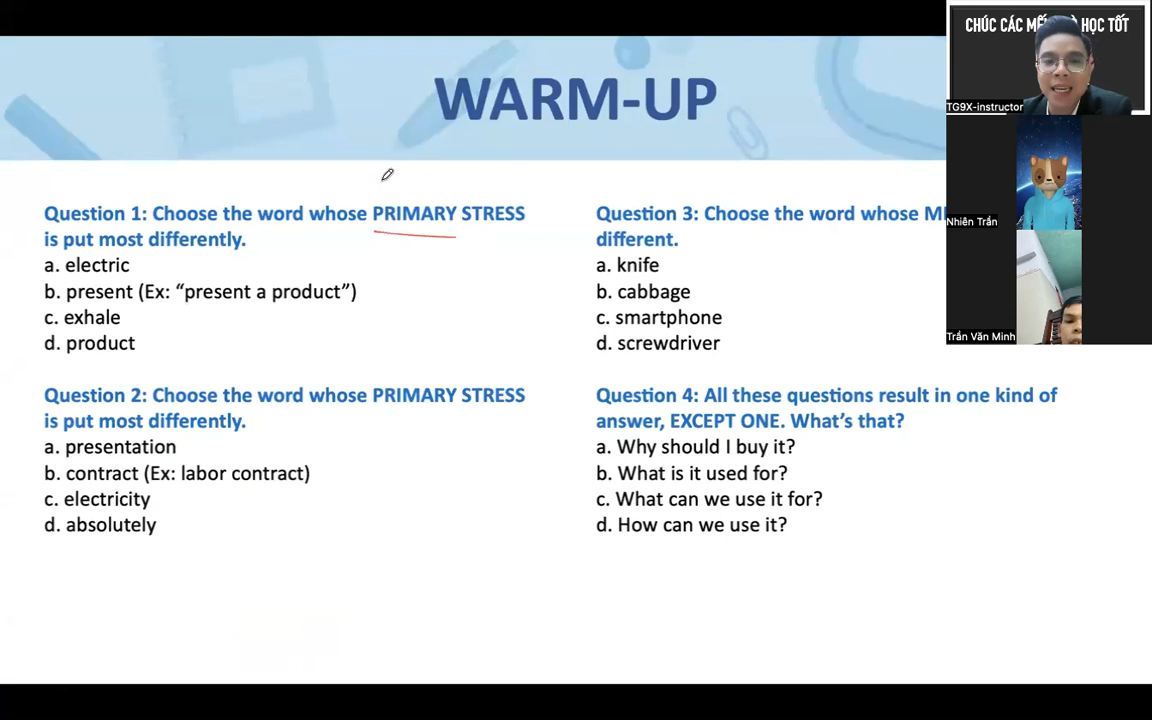 CHÚC CÁC HỌC TỐT
WARM-UP
TG9X-instructor
Nhiên Trần
Trần Văn Minh
Question 1: Choose the word whose PRIMARY STRESS
is put most differently.
a. electric
b. present (Ex: “present a product”)
c. exhale
d. product
Question 2: Choose the word whose PRIMARY STRESS
is put most differently.
a. presentation
b. contract (Ex: labor contract)
c. electricity
d. absolutely
Question 3: Choose the word whose
different.
a. knife
b. cabbage
c. smartphone
d. screwdriver
Question 4: All these questions result in one kind of
answer, EXCEPT ONE. What’s that?
a. Why should I buy it?
b. What is it used for?
c. What can we use it for?
d. How can we use it?